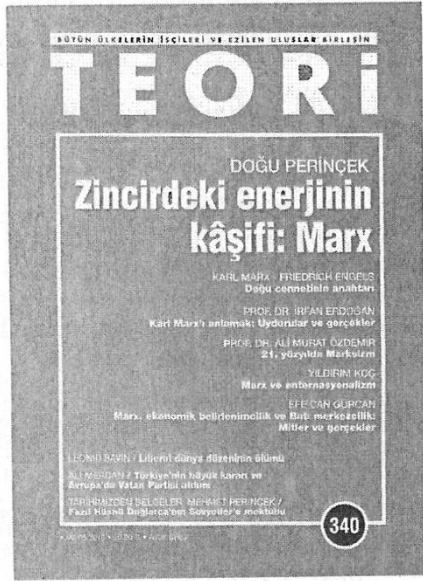 BÜTÜN ÜLKELERİN İŞÇİLERİ VE EZİLEN ULUSLAR BİRLEŞİN
TEORİ
DOĞU PERİNÇEK
Zincirdeki enerjinin
kâşifi: Marx
KARL MARX - FRIEDRICH ENGELS
Doğu cennetinin anahtarı
PROF. DR. İRFAN ERDOĞAN
Karl Marx'ı anlamak: Uydurular ve gerçekler
PROF. DR. ALİ MURAT ÖZDEMİR
21. yüzyılda Marksizm
YILDIRIM KOÇ
Marx ve enternasyonalizm
EFE CAN GÜRCAN
Marx, ekonomik belirlenimcilik ve Batı merkezcilik:
Mitler ve gerçekler
LEONID SAVIN / Liberal dünya düzeninin ölümü
ALİ MERCAN / Türkiye'nin büyük kararı ve
Avrupa'da Vatan Partisi
TARİHİMİZDEN BELGELER: MEHMET PERİNÇEK /
Fazıl Hüsnü Dağlarca'nın Sovyetler'e mektubu
340